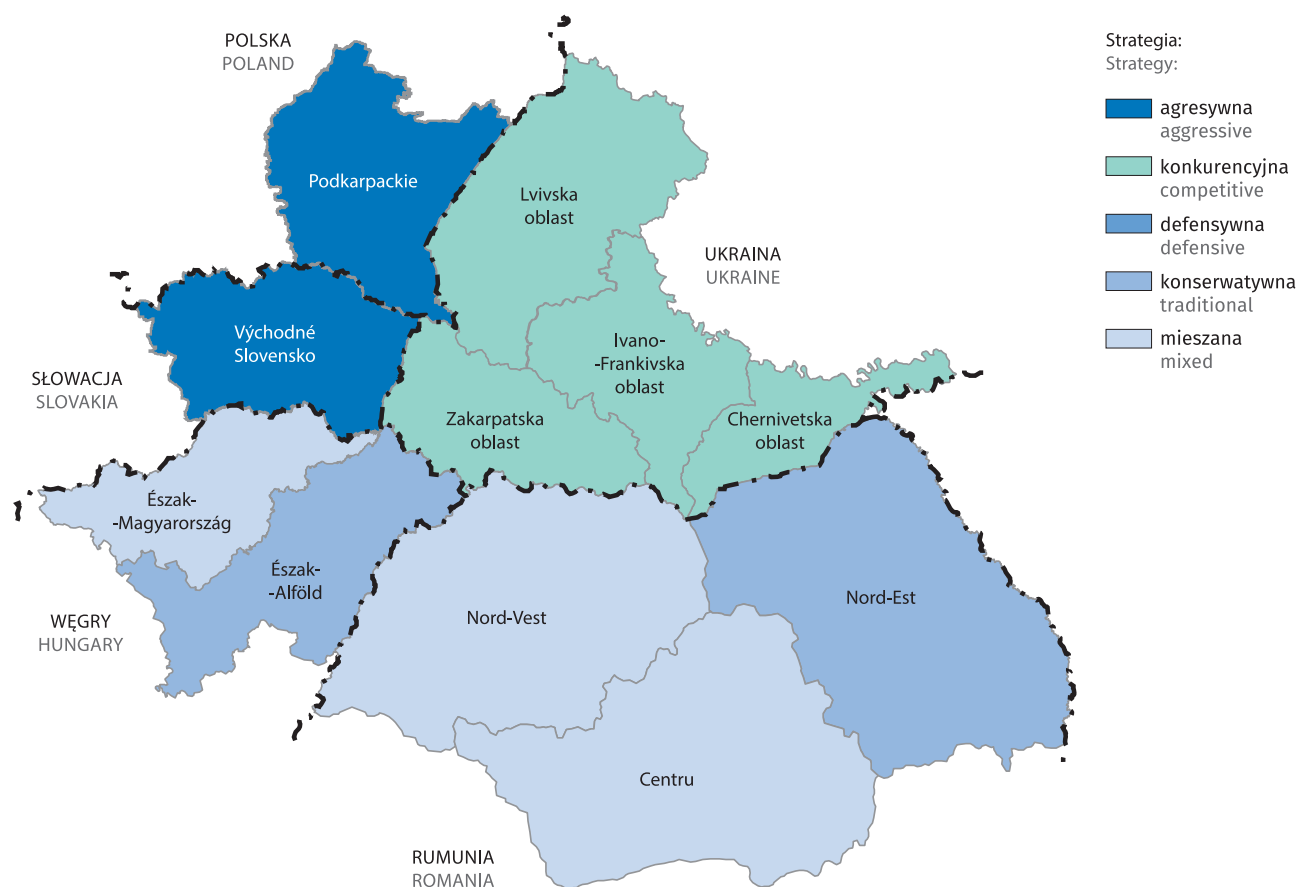 POLSKA
POLAND
Podkarpackie
Lvivska
oblast
UKRAINA
UKRAINE
Východné
Slovensko
Ivano-
-Frankivska
oblast
SŁOWACJA
SLOVAKIA
Zakarpatska
oblast
Chernivetska
oblast
Észak-
-Magyarország
Észak-
-Alföld
WĘGRY
HUNGARY
Nord-Vest
Nord-Est
Centru
RUMUNIA
ROMANIA
Strategia:
Strategy:
agresywna
aggressive
konkurencyjna
competitive
defensywna
defensive
konserwatywna
traditional
mieszana
mixed